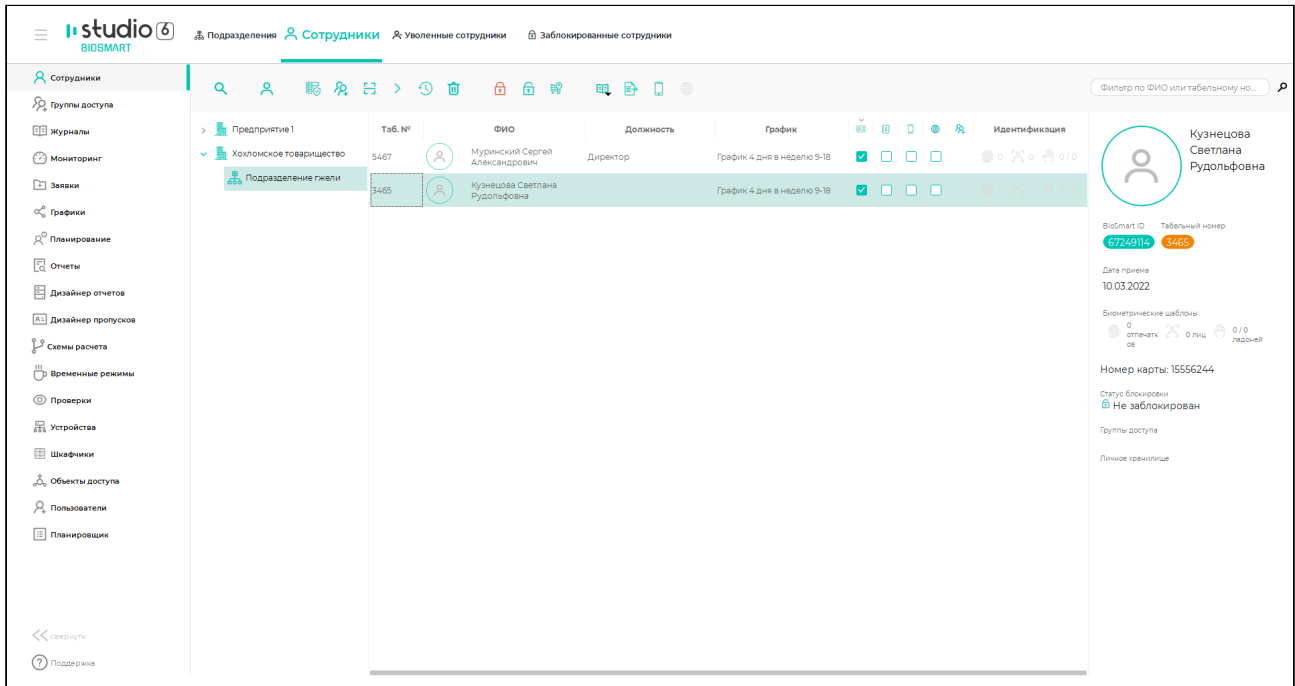 studio 6
BIOSMART
Подразделения
Сотрудники
Уволенные сотрудники
Заблокированные сотрудники
Сотрудники
Группы доступа
Журналы
Мониторинг
Заявки
Графики
Планирование
Отчеты
Дизайнер отчетов
Дизайнер пропусков
Схемы расчета
Временные режимы
Проверки
Устройства
Шкафчики
Объекты доступа
Пользователи
Планировщик
свернуть
Поддержка
Фильтр по ФИО или табельному но...
Предприятие 1
Хохломское товарищество
Подразделение гжели
Таб. № ФИО Должность График Идентификация
5467 Муринский Сергей Александрович Директор График 4 дня в неделю 9-18 0 0 0/0
3465 Кузнецова Светлана Рудольфовна График 4 дня в неделю 9-18
Кузнецова
Светлана
Рудольфовна
BioSmart ID Табельный номер
67249114 3465
Дата приема
10.03.2022
Биометрические шаблоны
0 отпечатков 0 лиц 0/0 ладоней
Номер карты: 15556244
Статус блокировки
Не заблокирован
Группы доступа
Личное хранилище